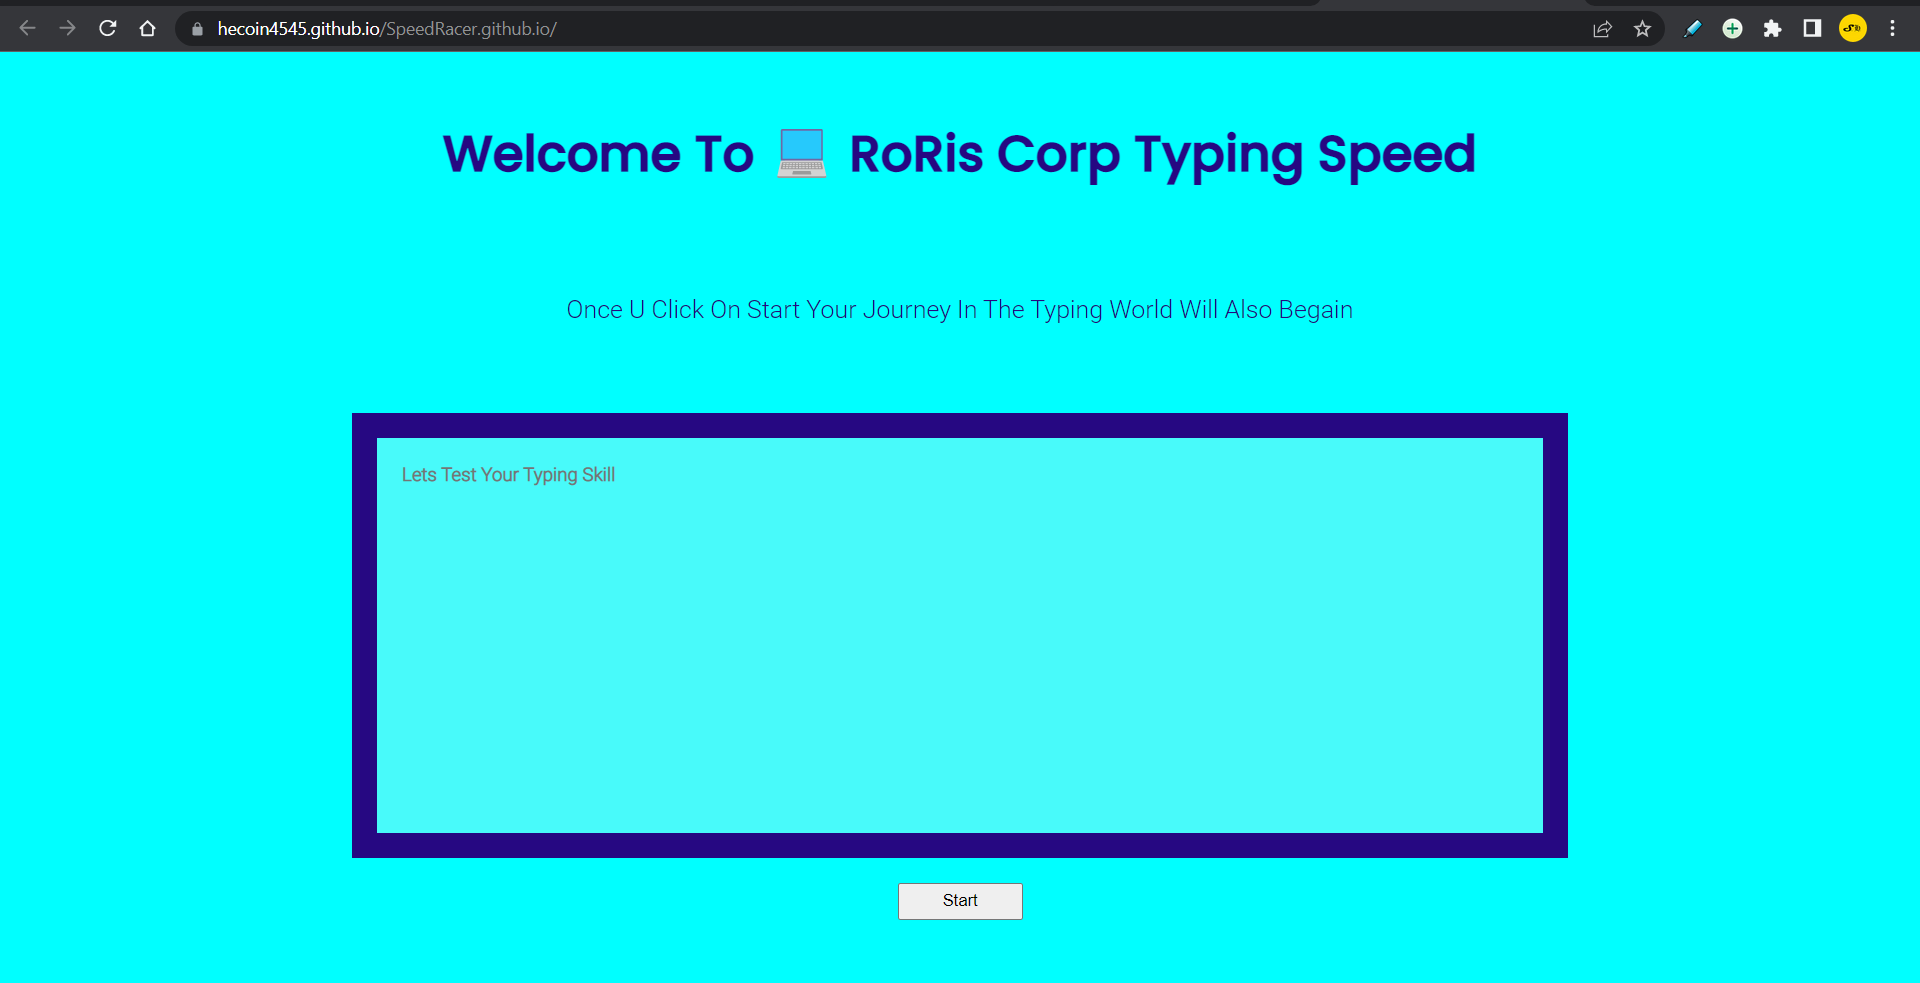 hecoin4545.github.io/SpeedRacer.github.io/
Welcome To 💻 RoRis Corp Typing Speed
Once U Click On Start Your Journey In The Typing World Will Also Begain
Lets Test Your Typing Skill
Start